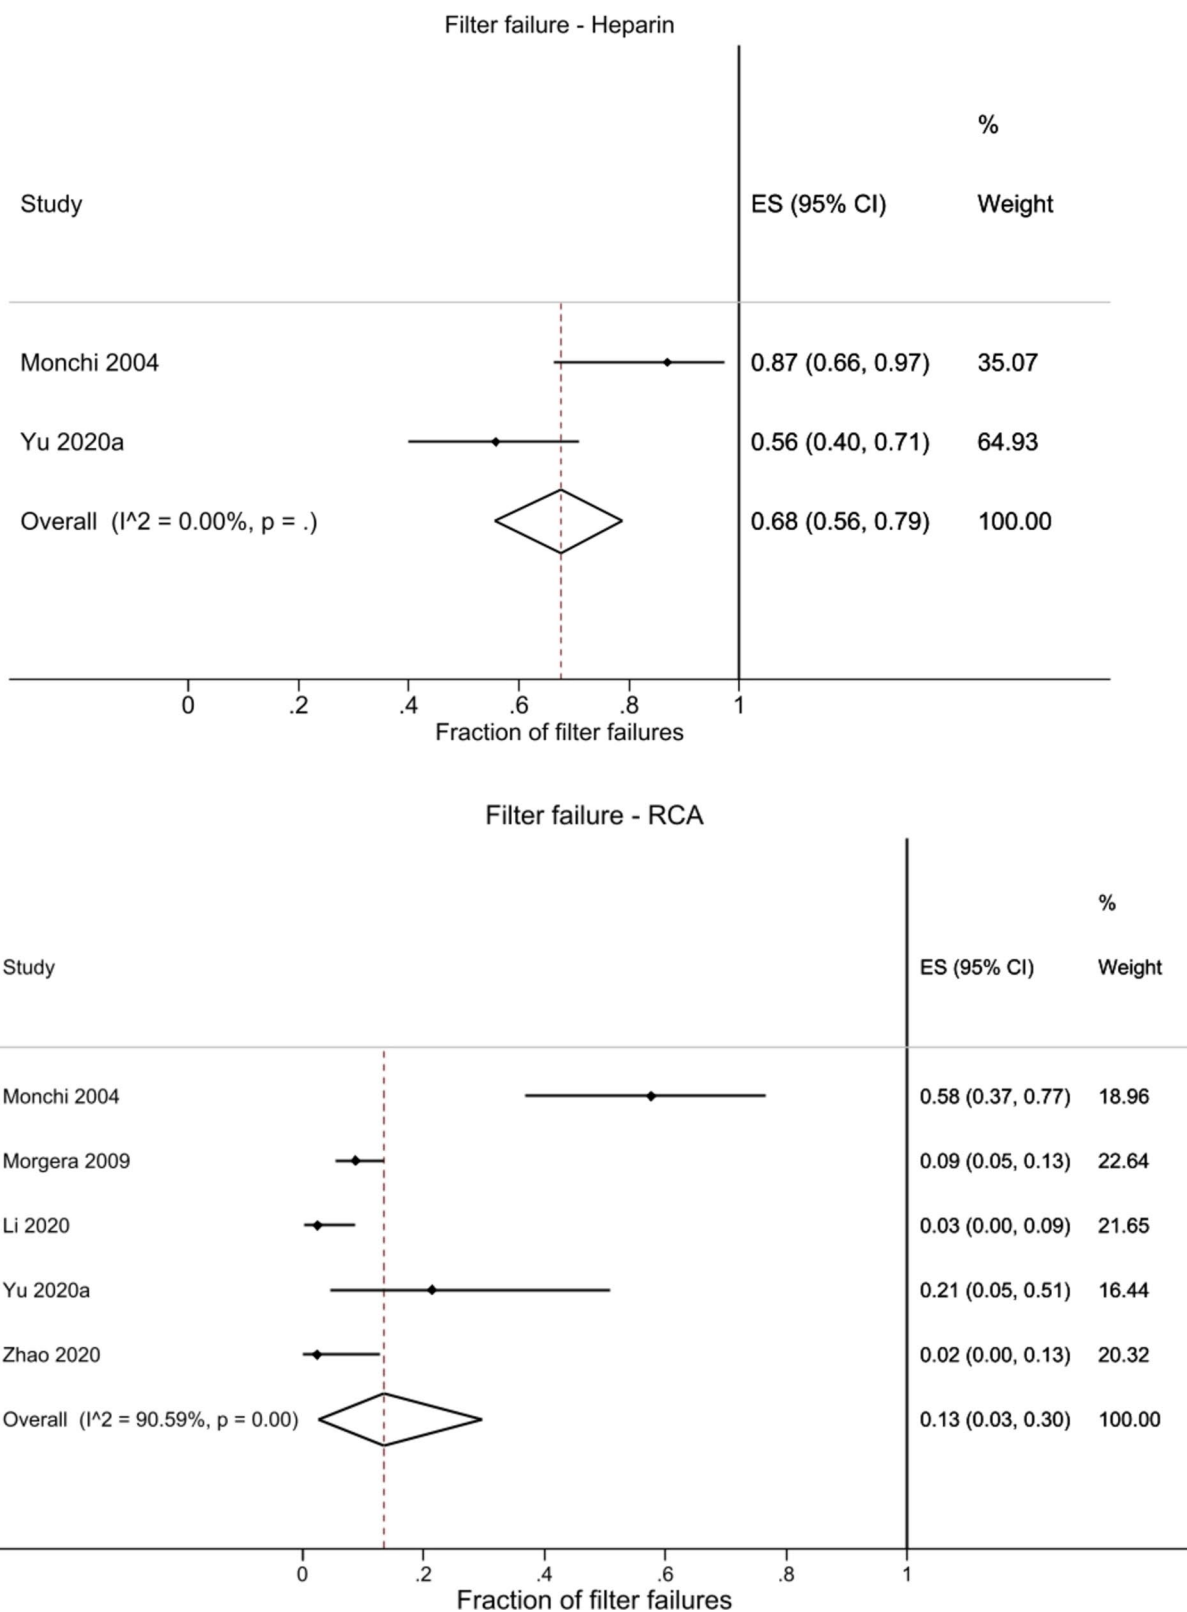 Filter failure - Heparin
%
Study ES (95% CI) Weight
Monchi 2004 0.87 (0.66, 0.97) 35.07
Yu 2020a 0.56 (0.40, 0.71) 64.93
Overall (I^2 = 0.00%, p = .) 0.68 (0.56, 0.79) 100.00
0 .2 .4 .6 .8 1
Fraction of filter failures
Filter failure - RCA
%
Study ES (95% CI) Weight
Monchi 2004 0.58 (0.37, 0.77) 18.96
Morgera 2009 0.09 (0.05, 0.13) 22.64
Li 2020 0.03 (0.00, 0.09) 21.65
Yu 2020a 0.21 (0.05, 0.51) 16.44
Zhao 2020 0.02 (0.00, 0.13) 20.32
Overall (I^2 = 90.59%, p = 0.00) 0.13 (0.03, 0.30) 100.00
0 .2 .4 .6 .8 1
Fraction of filter failures